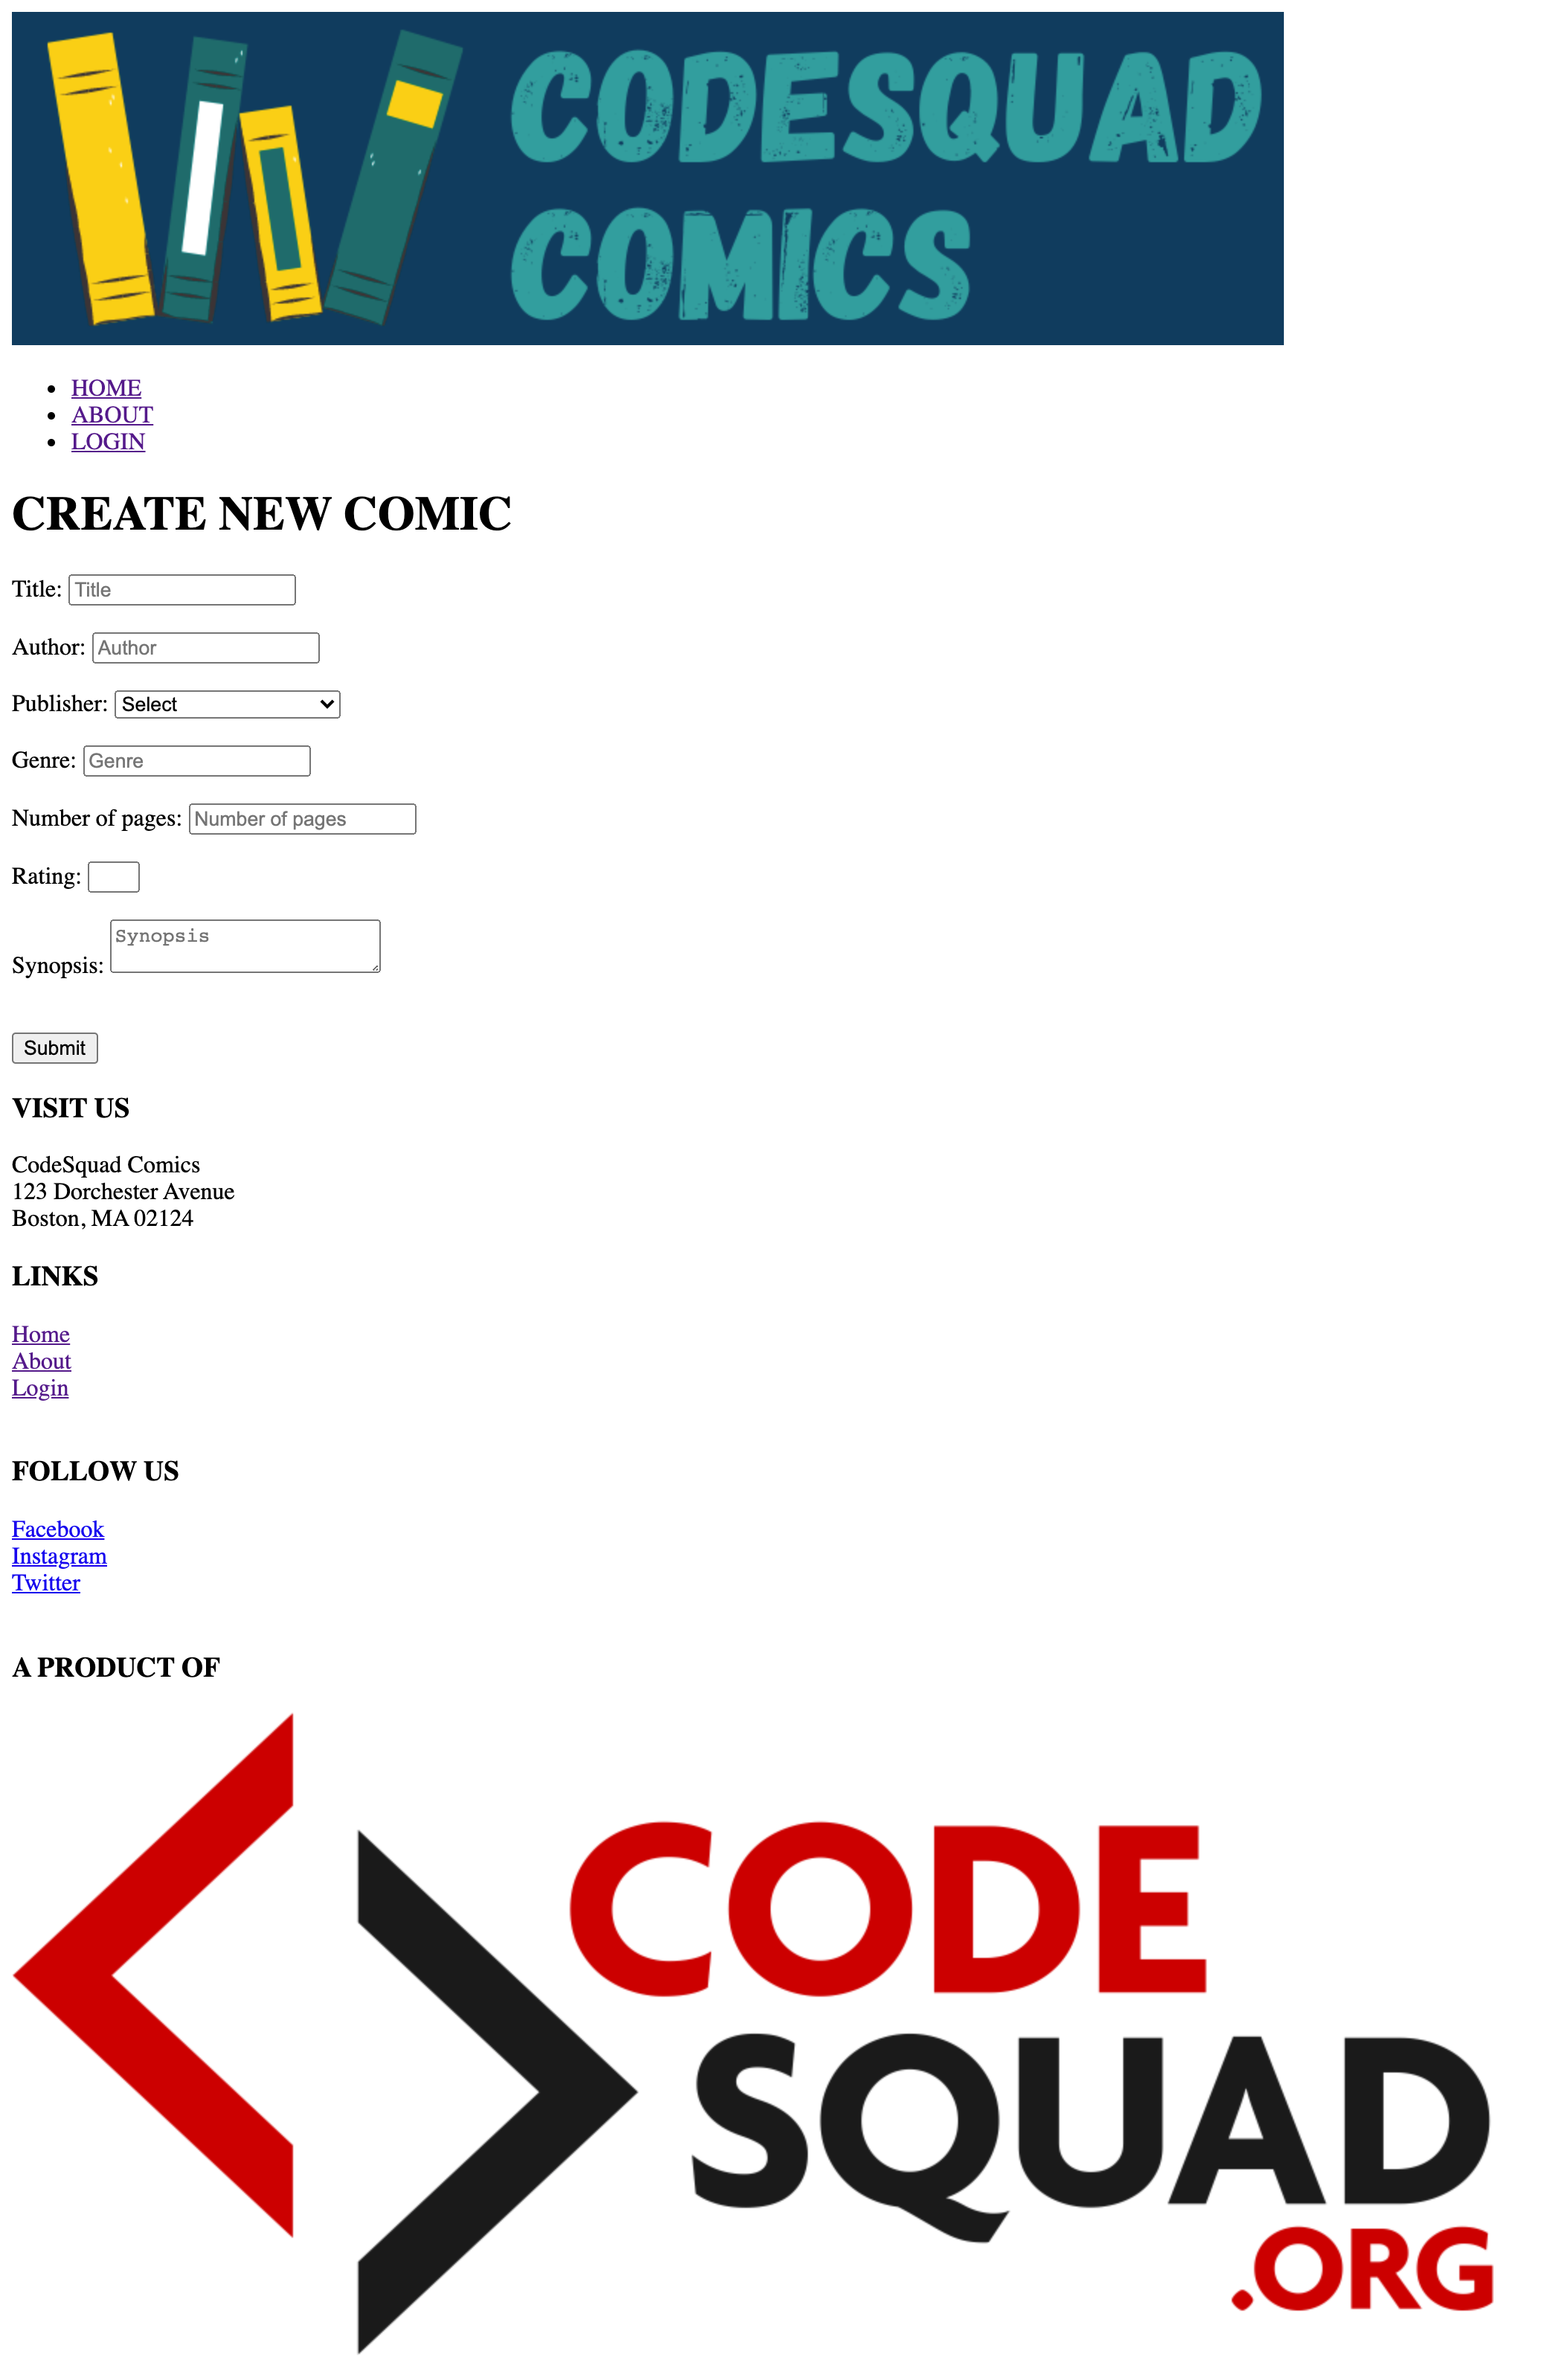 CODESQUAD
COMICS
HOME
ABOUT
LOGIN
CREATE NEW COMIC
Title: Title
Author: Author
Publisher: Select
Genre: Genre
Number of pages: Number of pages
Rating:
Synopsis: Synopsis
Submit
VISIT US
CodeSquad Comics
123 Dorchester Avenue
Boston, MA 02124
LINKS
Home
About
Login
FOLLOW US
Facebook
Instagram
Twitter
A PRODUCT OF
CODE
SQUAD
.ORG